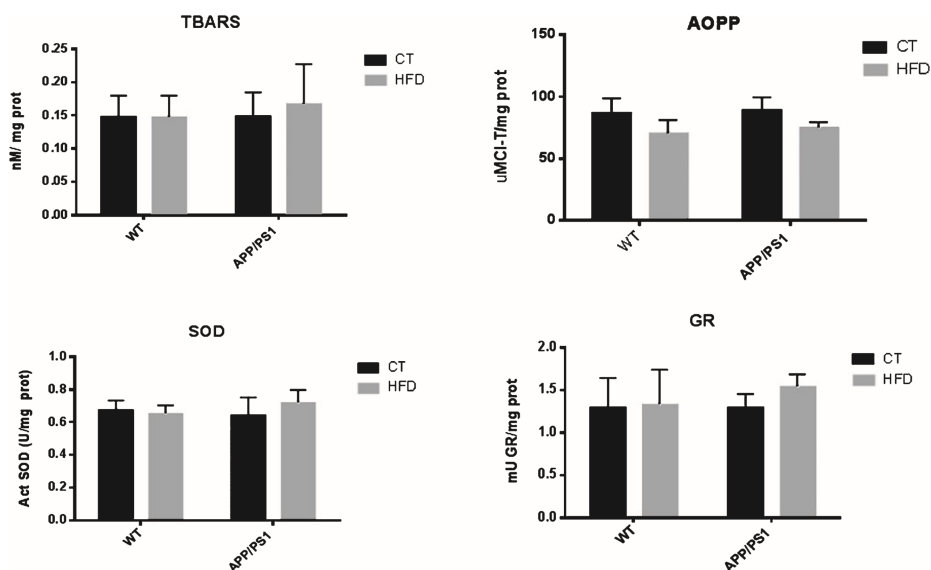 TBARS
nM/ mg prot
0.25
0.20
0.15
0.10
0.05
0.00
WT
APP/PS1
CT
HFD
AOPP
uMCI-T/mg prot
150
100
50
0
WT
APP/PS1
CT
HFD
SOD
Act SOD (U/mg prot)
1.0
0.8
0.6
0.4
0.2
0.0
WT
APP/PS1
CT
HFD
GR
mU GR/mg prot
2.0
1.5
1.0
0.5
0.0
WT
APP/PS1
CT
HFD